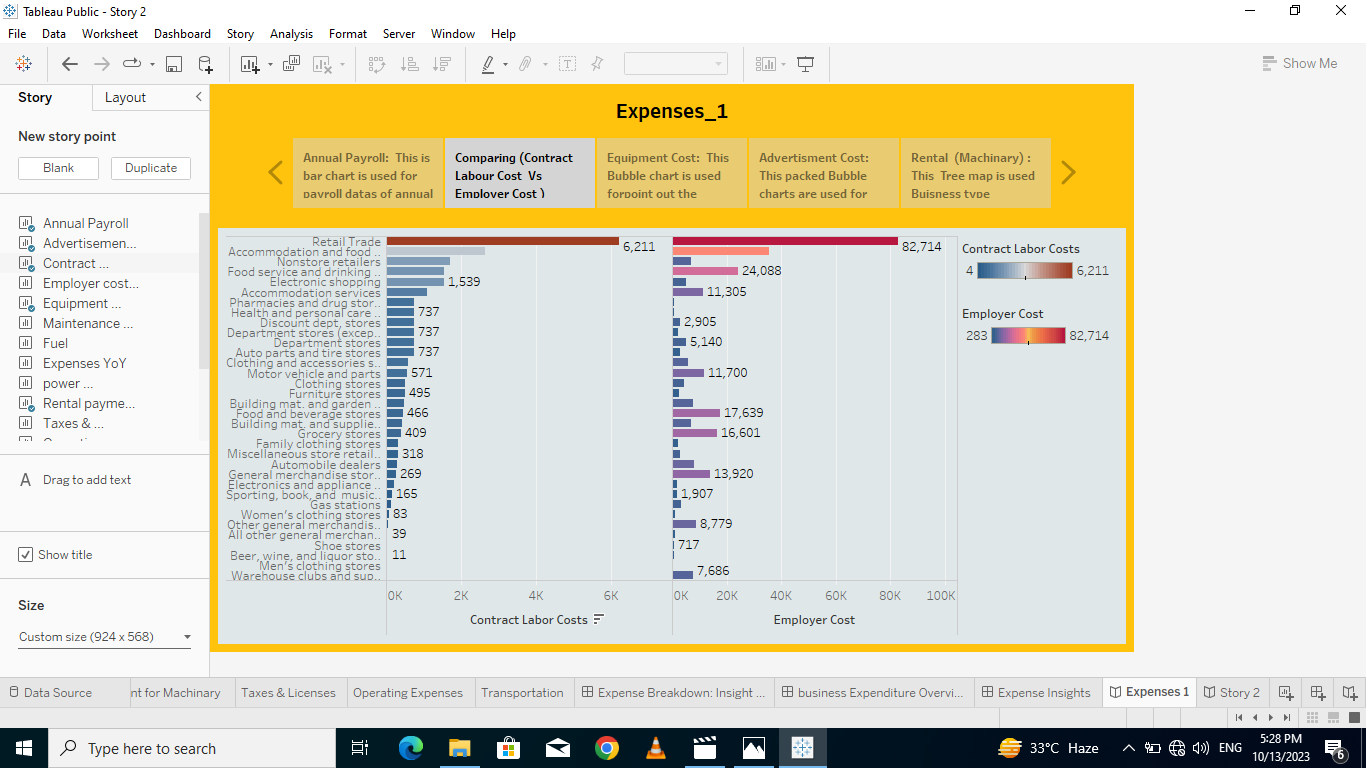 Tableau Public - Story 2
File Data Worksheet Dashboard Story Analysis Format Server Window Help
Show Me
Story Layout
New story point
Blank Duplicate
Annual Payroll
Advertisemen...
Contract ...
Employer cost...
Equipment ...
Maintenance ...
Fuel
Expenses YoY
power ...
Rental payme...
Taxes & ...
A Drag to add text
Show title
Size
Custom size (924 x 568)
Expenses_1
Annual Payroll: This is
bar chart is used for
payroll datas of annual
Comparing (Contract
Labour Cost Vs
Employer Cost )
Equipment Cost: This
Bubble chart is used
forpoint out the
Advertisment Cost:
This packed Bubble
charts are used for
Rental (Machinary) :
This Tree map is used
Buisness type
Retail Trade 6,211 82,714
Accommodation and food ..
Nonstore retailers
Food service and drinking .. 24,088
Electronic shopping 1,539
Accommodation services 11,305
Pharmacies and drug stor..
Health and personal care .. 737
Discount dept. stores 2,905
Department stores (excep.. 737
Department stores 5,140
Auto parts and tire stores 737
Clothing and accessories s..
Motor vehicle and parts 571 11,700
Clothing stores
Furniture stores 495
Building mat. and garden ..
Food and beverage stores 466 17,639
Building mat. and supplie..
Grocery stores 409 16,601
Family clothing stores
Miscellaneous store retail.. 318
Automobile dealers
General merchandise stor.. 269 13,920
Electronics and appliance ..
Sporting, book, and music.. 165 1,907
Gas stations
Women's clothing stores 83
Other general merchandis.. 8,779
All other general merchan.. 39
Shoe stores 717
Beer, wine, and liquor sto.. 11
Men's clothing stores
Warehouse clubs and sup.. 7,686
0K 2K 4K 6K 0K 20K 40K 60K 80K 100K
Contract Labor Costs Employer Cost
Contract Labor Costs
4 6,211
Employer Cost
283 82,714
Data Source nt for Machinary Taxes & Licenses Operating Expenses Transportation Expense Breakdown: Insight ... business Expenditure Overvi... Expense Insights Expenses 1 Story 2
Type here to search
33°C Haze
ENG
5:28 PM
10/13/2023
6